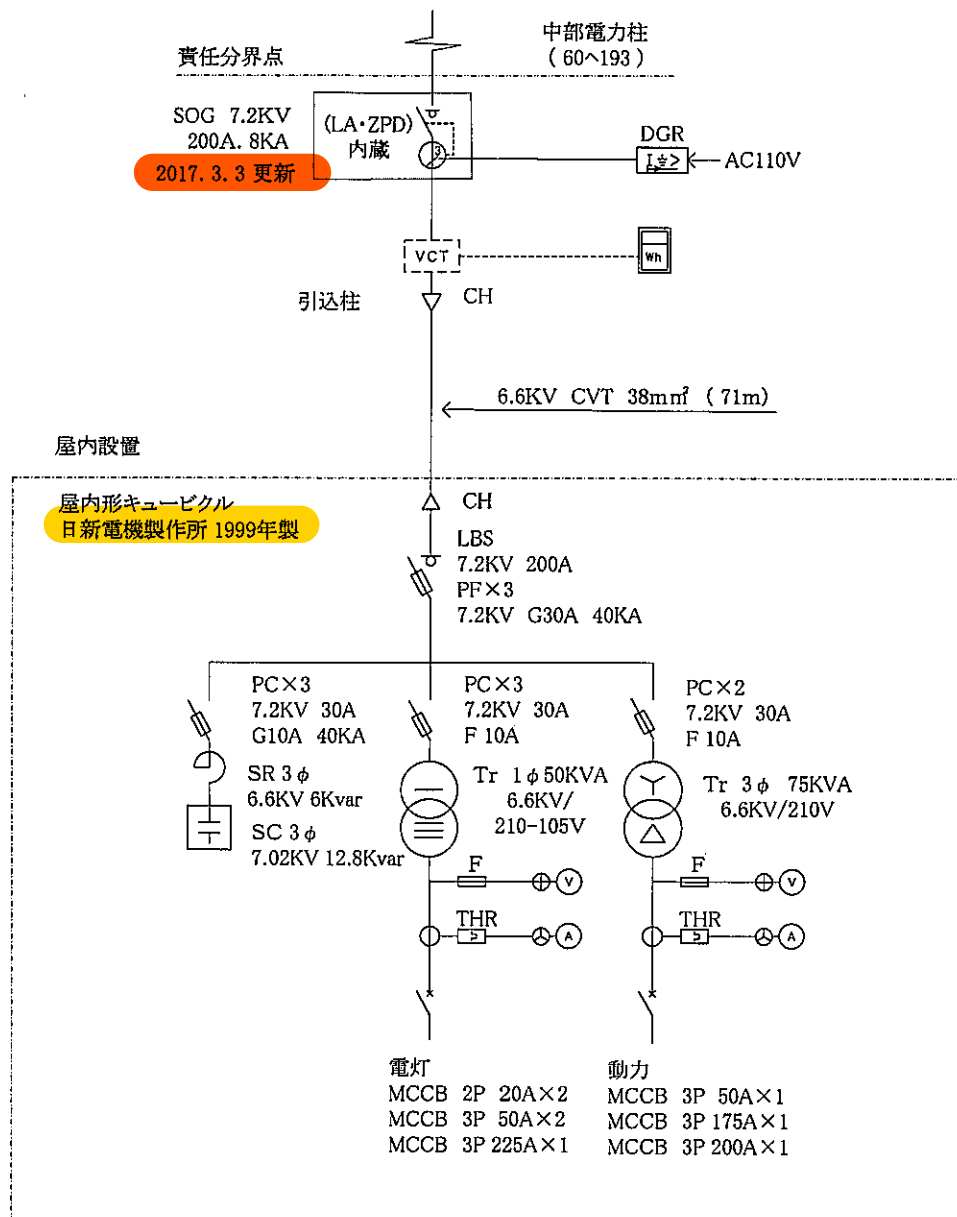 中部電力柱
(60へ193)
責任分界点
SOG 7.2KV
200A. 8KA
2017. 3. 3 更新
(LA・ZPD)
内蔵
DGR
I ≧>
AC110V
VCT
Wh
引込柱
CH
6.6KV CVT 38mm² (71m)
屋内設置
屋内形キュービクル
日新電機製作所 1999年製
CH
LBS
7.2KV 200A
PF×3
7.2KV G30A 40KA
PC×3
7.2KV 30A
G10A 40KA
SR 3φ
6.6KV 6Kvar
SC 3φ
7.02KV 12.8Kvar
PC×3
7.2KV 30A
F 10A
Tr 1φ50KVA
6.6KV/
210-105V
PC×2
7.2KV 30A
F 10A
Tr 3φ 75KVA
6.6KV/210V
F
V
THR
A
F
V
THR
A
電灯
MCCB 2P 20A×2
MCCB 3P 50A×2
MCCB 3P 225A×1
動力
MCCB 3P 50A×1
MCCB 3P 175A×1
MCCB 3P 200A×1